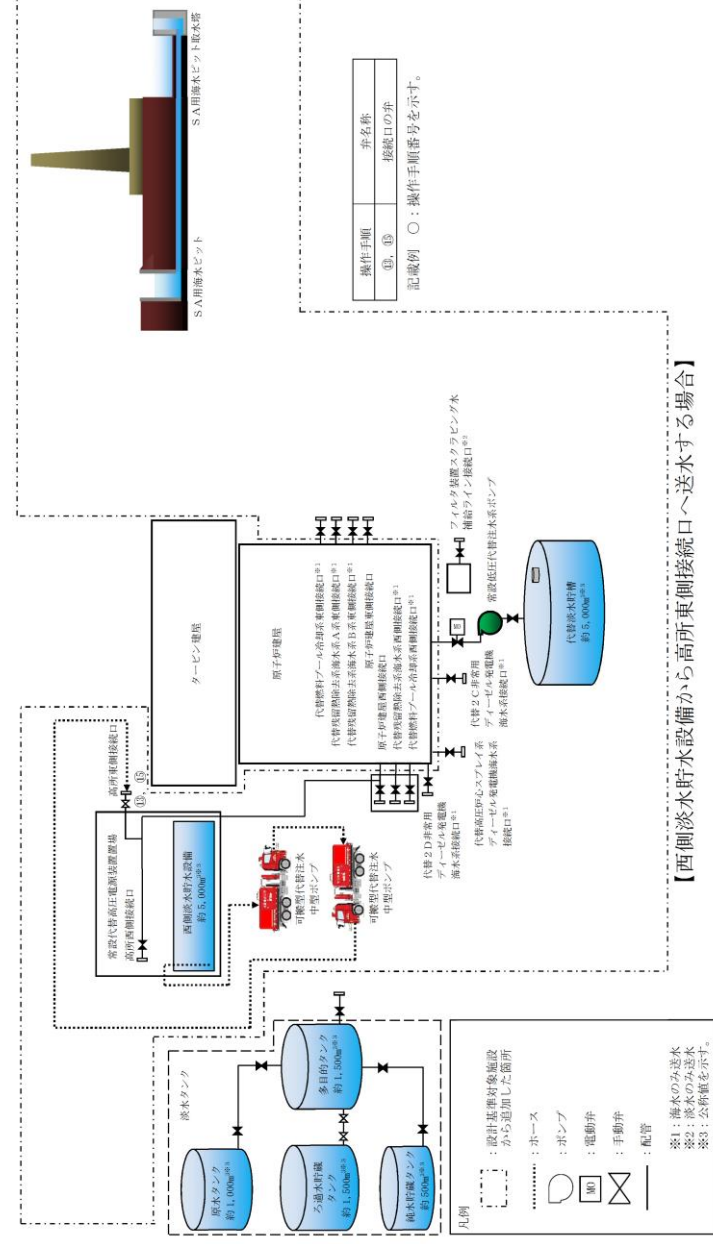 SA用海水ピット取水塔
SA用海水ピット
操作手順
弁名称
⑬，⑮
接続口の弁
記載例　○：操作手順番号を示す。
タービン建屋
原子炉建屋
代替燃料プール冷却系東側接続口※1
代替残留熱除去系海水系A系東側接続口※1
代替残留熱除去系海水系B系東側接続口※1
原子炉建屋東側接続口
原子炉建屋西側接続口
代替残留熱除去系海水系西側接続口※1
代替燃料プール冷却系西側接続口※1
フィルタ装置スクラビング水
補給ライン接続口※2
常設低圧代替注水系ポンプ
MO
代替淡水貯槽
約5,000m³※3
代替2C非常用
ディーゼル発電機
海水系接続口※1
代替高圧炉心スプレイ系
ディーゼル発電機海水系
接続口※1
代替2D非常用
ディーゼル発電機
海水系接続口※1
高所東側接続口
⑬，⑮
常設代替高圧電源装置置場
高所西側接続口
西側淡水貯水設備
約5,000m³※3
可搬型代替注水
中型ポンプ
可搬型代替注水
中型ポンプ
淡水タンク
原水タンク
約1,000m³※3
多目的タンク
約1,500m³※3
ろ過水貯蔵
タンク
約1,500m³※3
純水貯蔵タンク
約500m³※3
凡例
：設計基準対象施設
から追加した箇所
：ホース
：ポンプ
MO
：電動弁
：手動弁
：配管
※1：海水のみ送水
※2：淡水のみ送水
※3：公称値を示す。
【西側淡水貯水設備から高所東側接続口へ送水する場合】